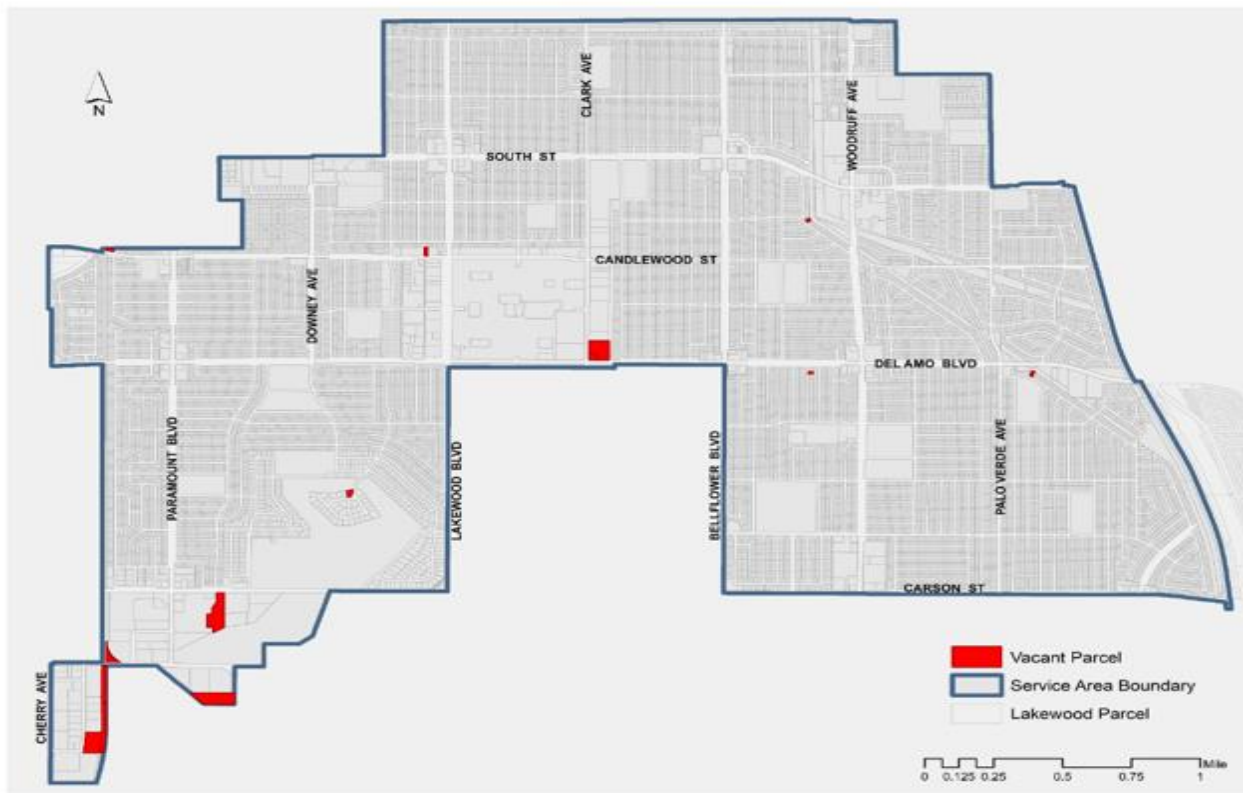 CLARK AVE
N
WOODRUFF AVE
SOUTH ST
CANDLEWOOD ST
DOWNEY AVE
DEL AMO BLVD
PARAMOUNT BLVD
LAKEWOOD BLVD
BELLFLOWER BLVD
PALO VERDE AVE
CARSON ST
CHERRY AVE
Vacant Parcel
Service Area Boundary
Lakewood Parcel
Mile
0 0.125 0.25 0.5 0.75 1